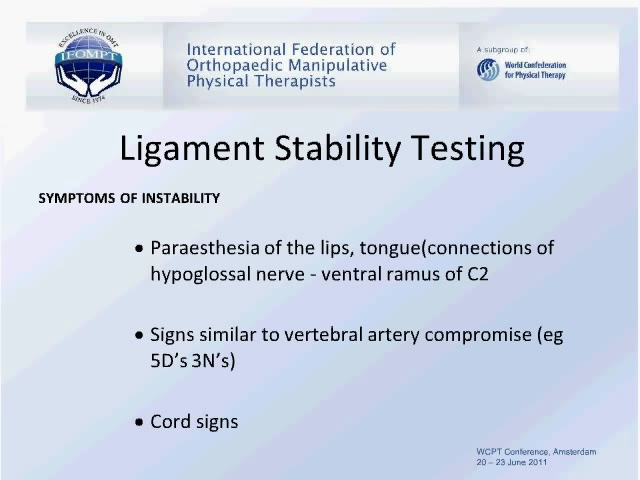 EXCELLENCE IN OMT
IFOMPT
SINCE 1974
International Federation of
Orthopaedic Manipulative
Physical Therapists
A subgroup of:
World Confederation
for Physical Therapy
Ligament Stability Testing
SYMPTOMS OF INSTABILITY
• Paraesthesia of the lips, tongue(connections of
hypoglossal nerve - ventral ramus of C2
• Signs similar to vertebral artery compromise (eg
5D's 3N's)
• Cord signs
WCPT Conference, Amsterdam
20 – 23 June 2011